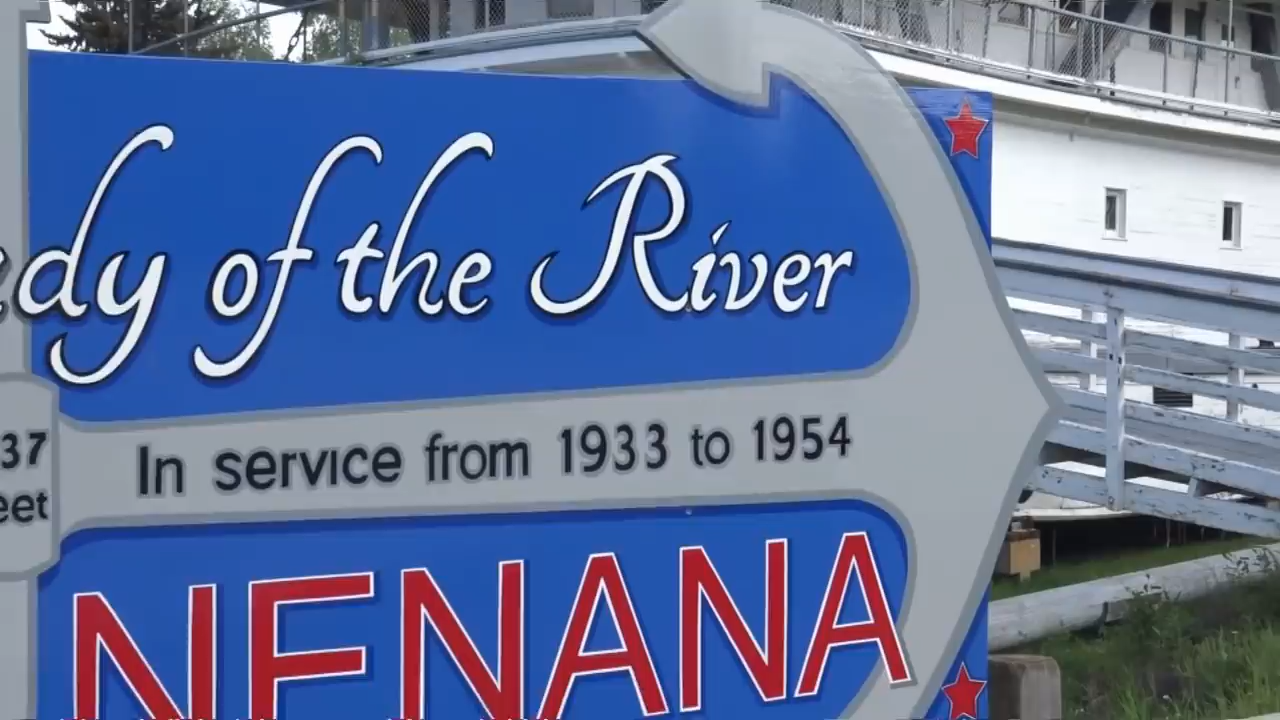 dy of the River
37
eet
In service from 1933 to 1954
NENANA